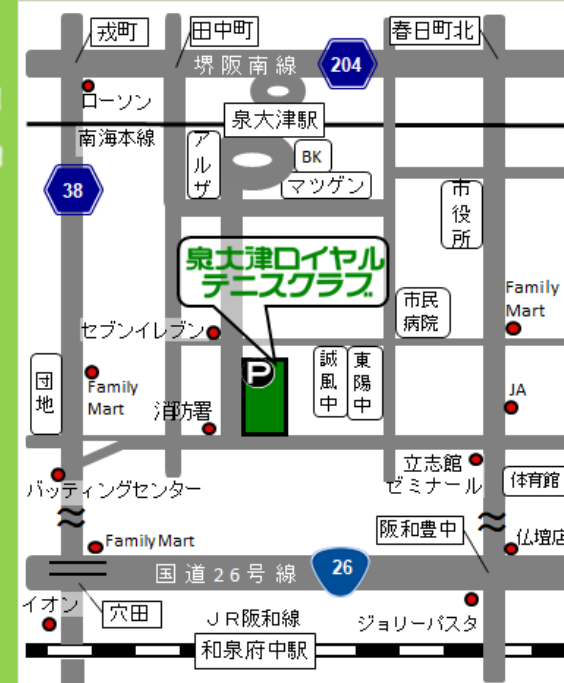 戎町
田中町
春日町北
堺阪南線
204
ローソン
泉大津駅
南海本線
アルザ
BK
マツゲン
38
市役所
泉大津ロイヤル
テニスクラブ
Family
Mart
市民
病院
セブンイレブン
P
誠風中
東陽中
団地
Family
Mart
JA
消防署
立志館
ゼミナール
体育館
バッティングセンター
阪和豊中
仏壇店
FamilyMart
国道26号線
26
イオン
穴田
JR阪和線
ジョリーパスタ
和泉府中駅